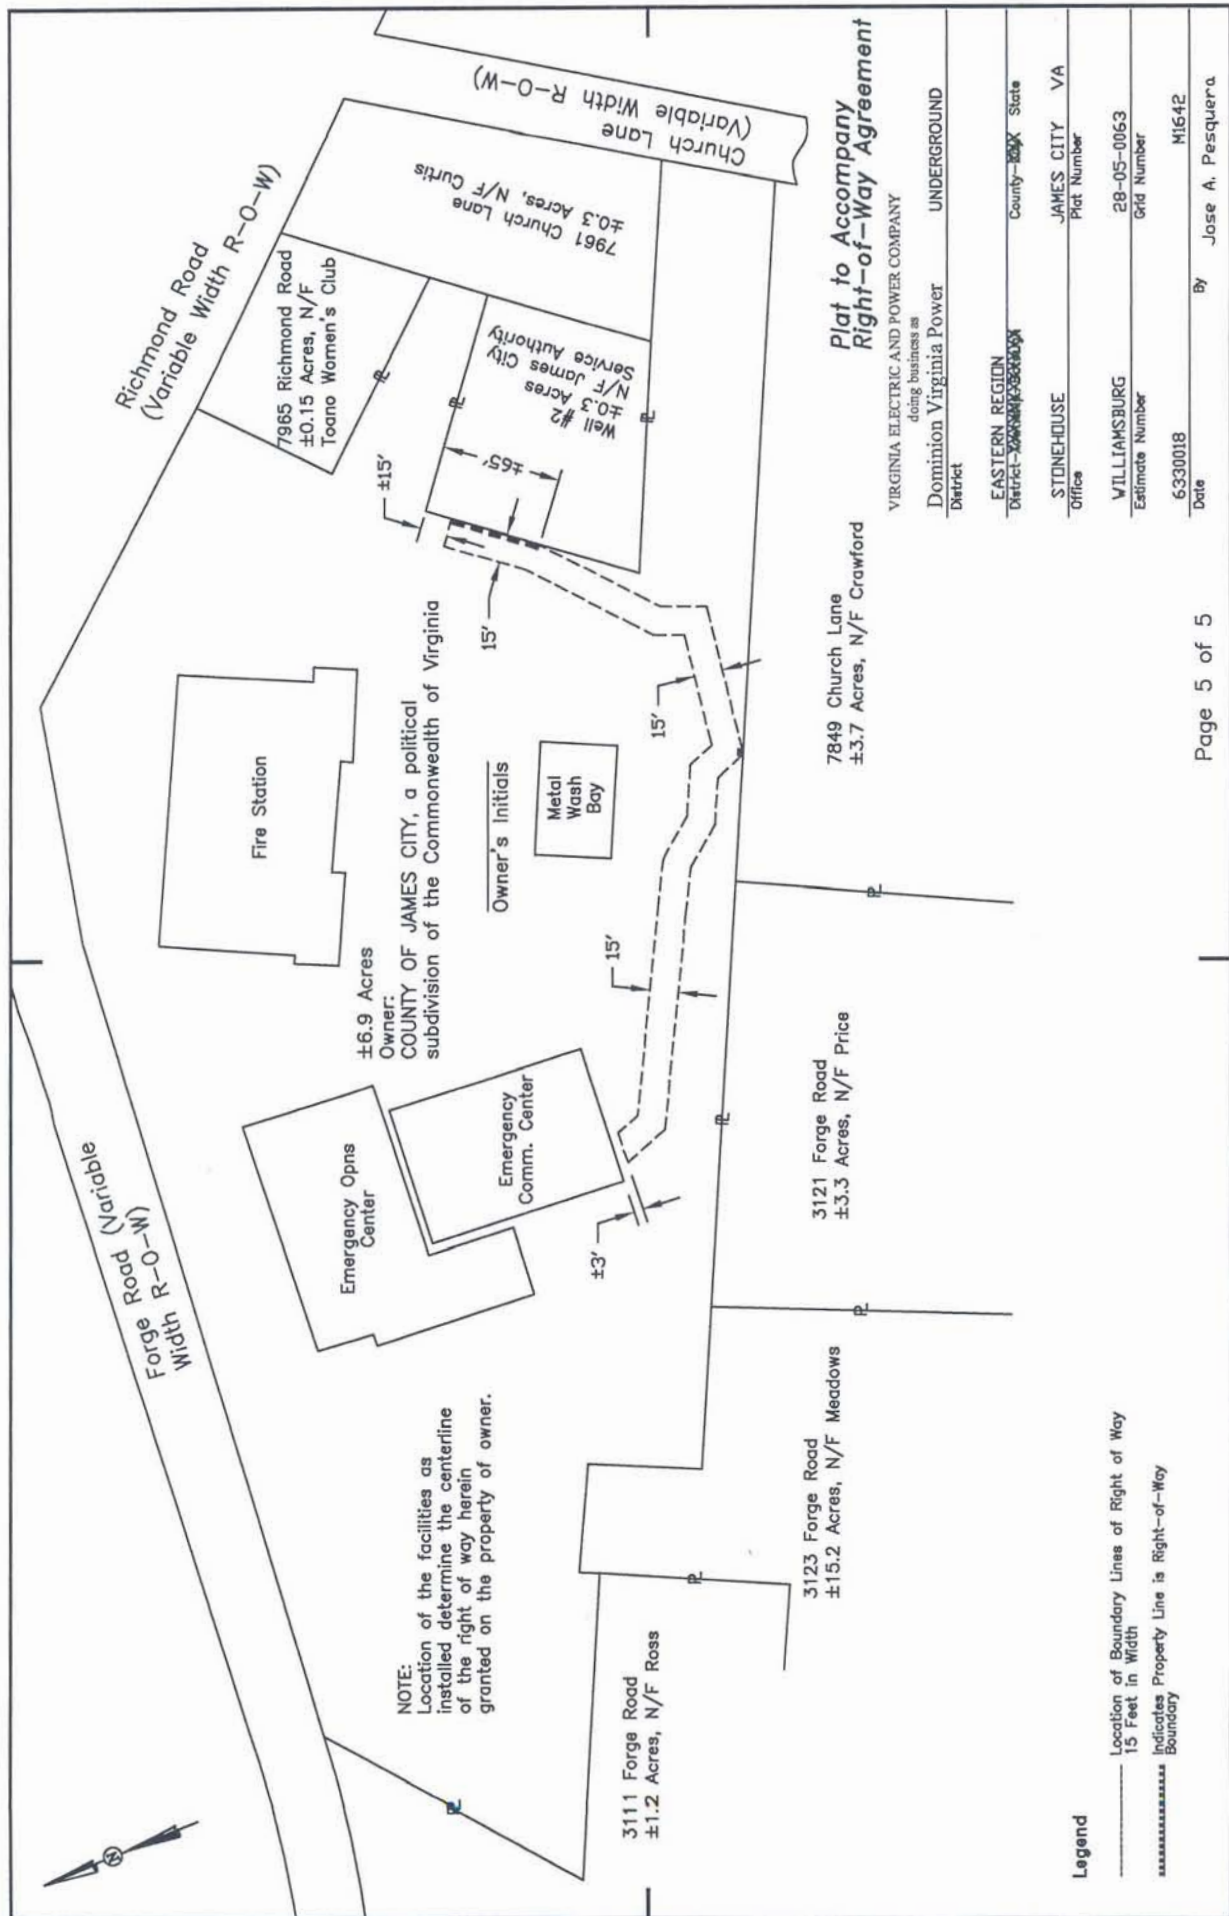 Richmond Road
(Variable Width R-O-W)
Church Lane
(Variable Width R-O-W)
Forge Road (Variable
Width R-O-W)
N
7965 Richmond Road
±0.15 Acres, N/F
Toano Women's Club
7961 Church Lane
±0.3 Acres, N/F Curtis
Well #2
±0.3 Acres
N/F James City
Service Authority
±65'
±15'
15'
Fire Station
±6.9 Acres
Owner:
COUNTY OF JAMES CITY, a political
subdivision of the Commonwealth of Virginia
Owner's Initials
Metal
Wash
Bay
15'
15'
Emergency Opns
Center
Emergency
Comm. Center
±3'
NOTE:
Location of the facilities as
installed determine the centerline
of the right of way herein
granted on the property of owner.
3111 Forge Road
±1.2 Acres, N/F Ross
3123 Forge Road
±15.2 Acres, N/F Meadows
3121 Forge Road
±3.3 Acres, N/F Price
7849 Church Lane
±3.7 Acres, N/F Crawford
PL
PL
PL
PL
PL
PL
PL
PL
Legend
Location of Boundary Lines of Right of Way
15 Feet in Width
Indicates Property Line is Right-of-Way
Boundary
Page 5 of 5
Plat to Accompany
Right-of-Way Agreement
VIRGINIA ELECTRIC AND POWER COMPANY
doing business as
Dominion Virginia Power UNDERGROUND
District
EASTERN REGION
District- County- State
STONEHOUSE JAMES CITY VA
Office Plat Number
WILLIAMSBURG 28-05-0063
Estimate Number Grid Number
6330018 M1642
Date By Jose A. Pesquera